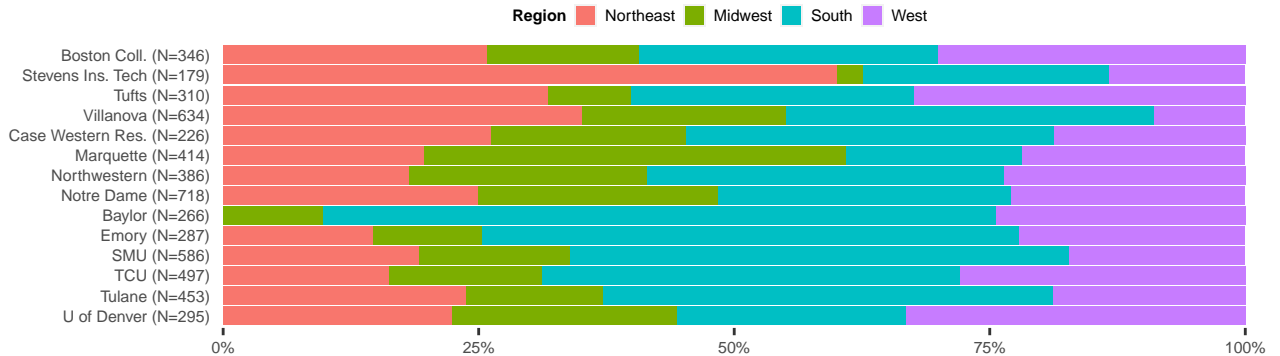 Region Northeast Midwest South West
Boston Coll. (N=346)
Stevens Ins. Tech (N=179)
Tufts (N=310)
Villanova (N=634)
Case Western Res. (N=226)
Marquette (N=414)
Northwestern (N=386)
Notre Dame (N=718)
Baylor (N=266)
Emory (N=287)
SMU (N=586)
TCU (N=497)
Tulane (N=453)
U of Denver (N=295)
0% 25% 50% 75% 100%